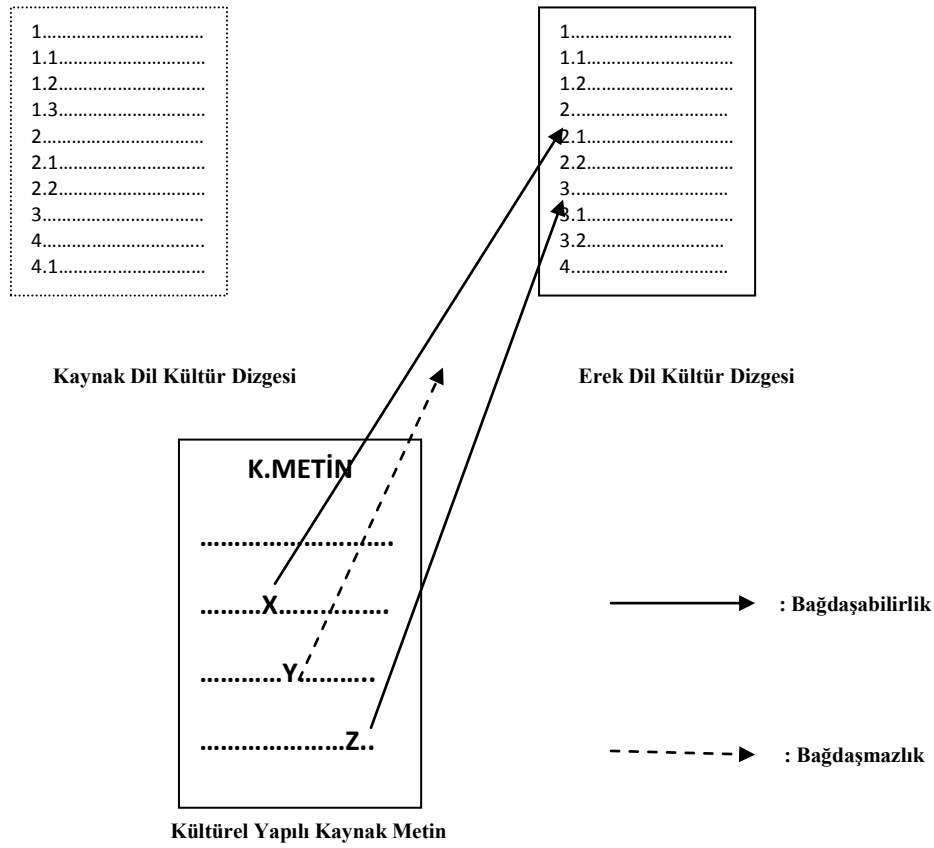 1……………………………
1.1…………………………
1.2…………………………
1.3…………………………
2……………………………
2.1…………………………
2.2…………………………
3……………………………
4……………………………
4.1…………………………
1……………………………
1.1…………………………
1.2…………………………
2……………………………
2.1…………………………
2.2…………………………
3……………………………
3.1…………………………
3.2………………………
4……………………………
Kaynak Dil Kültür Dizgesi
Erek Dil Kültür Dizgesi
K.METİN
………………………..
………X…………….
…………Y………..
…………………Z..
: Bağdaşabilirlik
: Bağdaşmazlık
Kültürel Yapılı Kaynak Metin